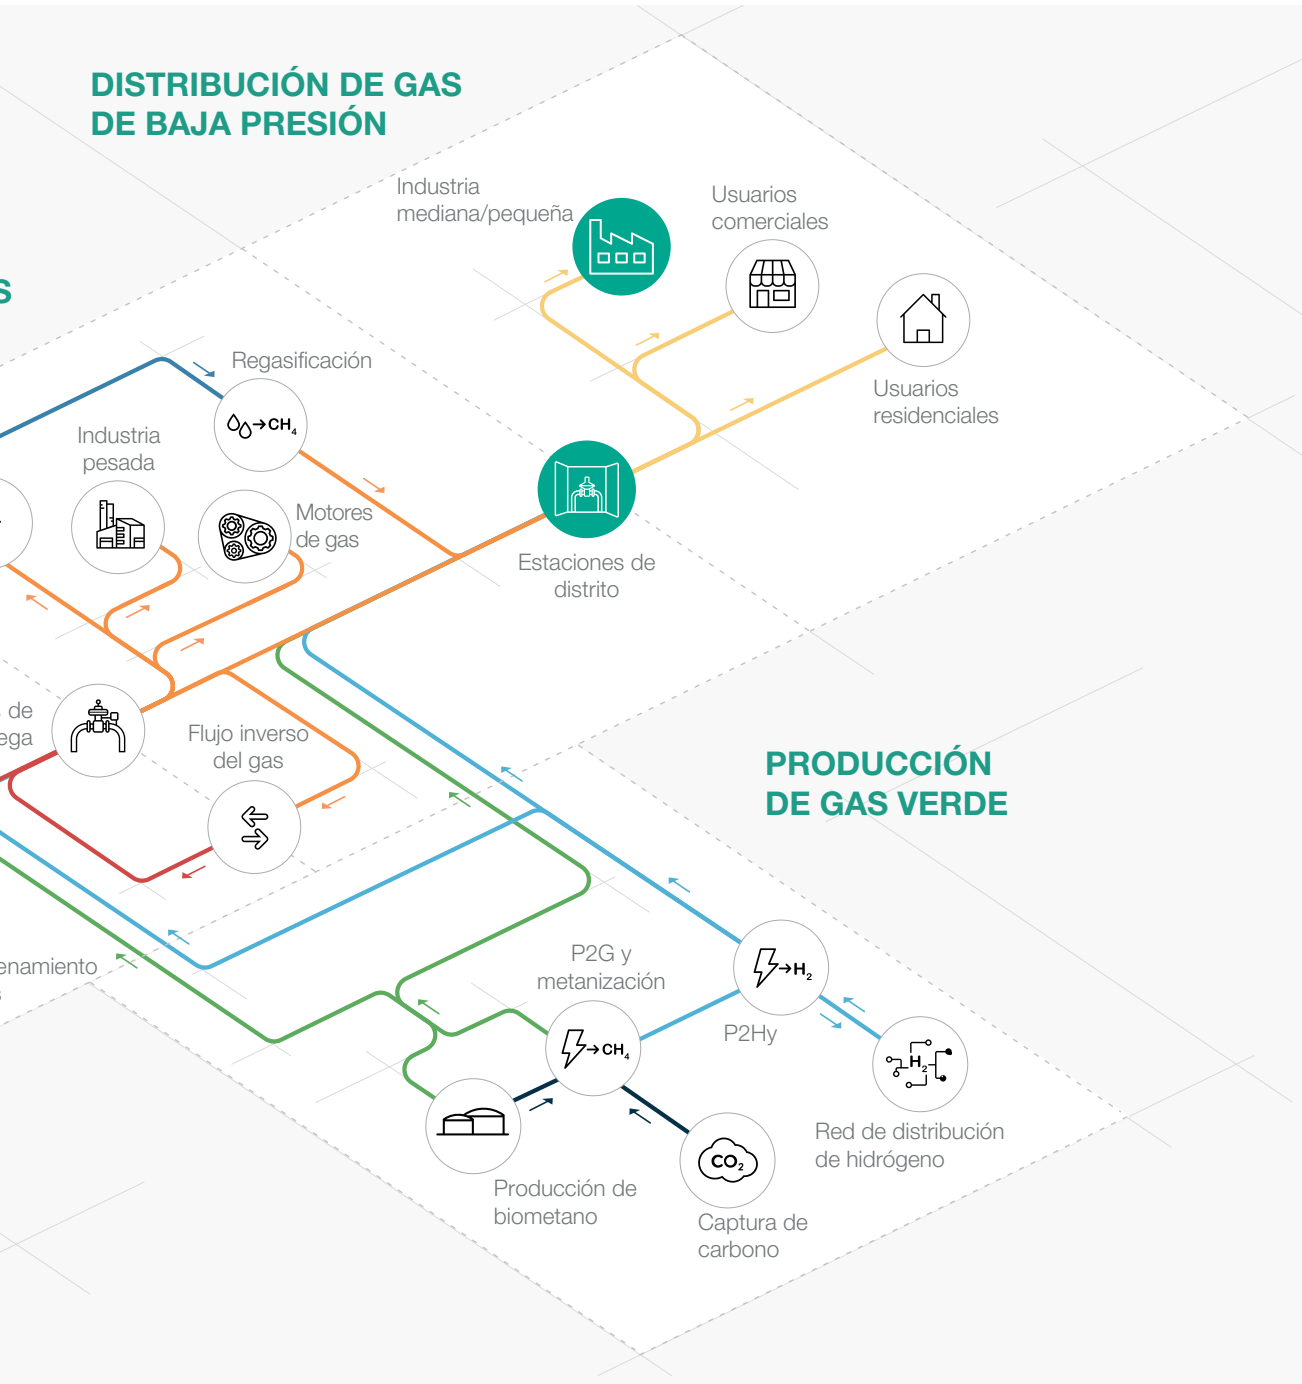 DISTRIBUCIÓN DE GAS
DE BAJA PRESIÓN
Industria
mediana/pequeña
Usuarios
comerciales
Usuarios
residenciales
S
Regasificación
→CH₄
Industria
pesada
Motores
de gas
Estaciones de
distrito
de
Flujo inverso
del gas
PRODUCCIÓN
DE GAS VERDE
P2G y
metanización
→CH₄
→H₂
P2Hy
H₂
Red de distribución
de hidrógeno
Producción de
biometano
CO₂
Captura de
carbono